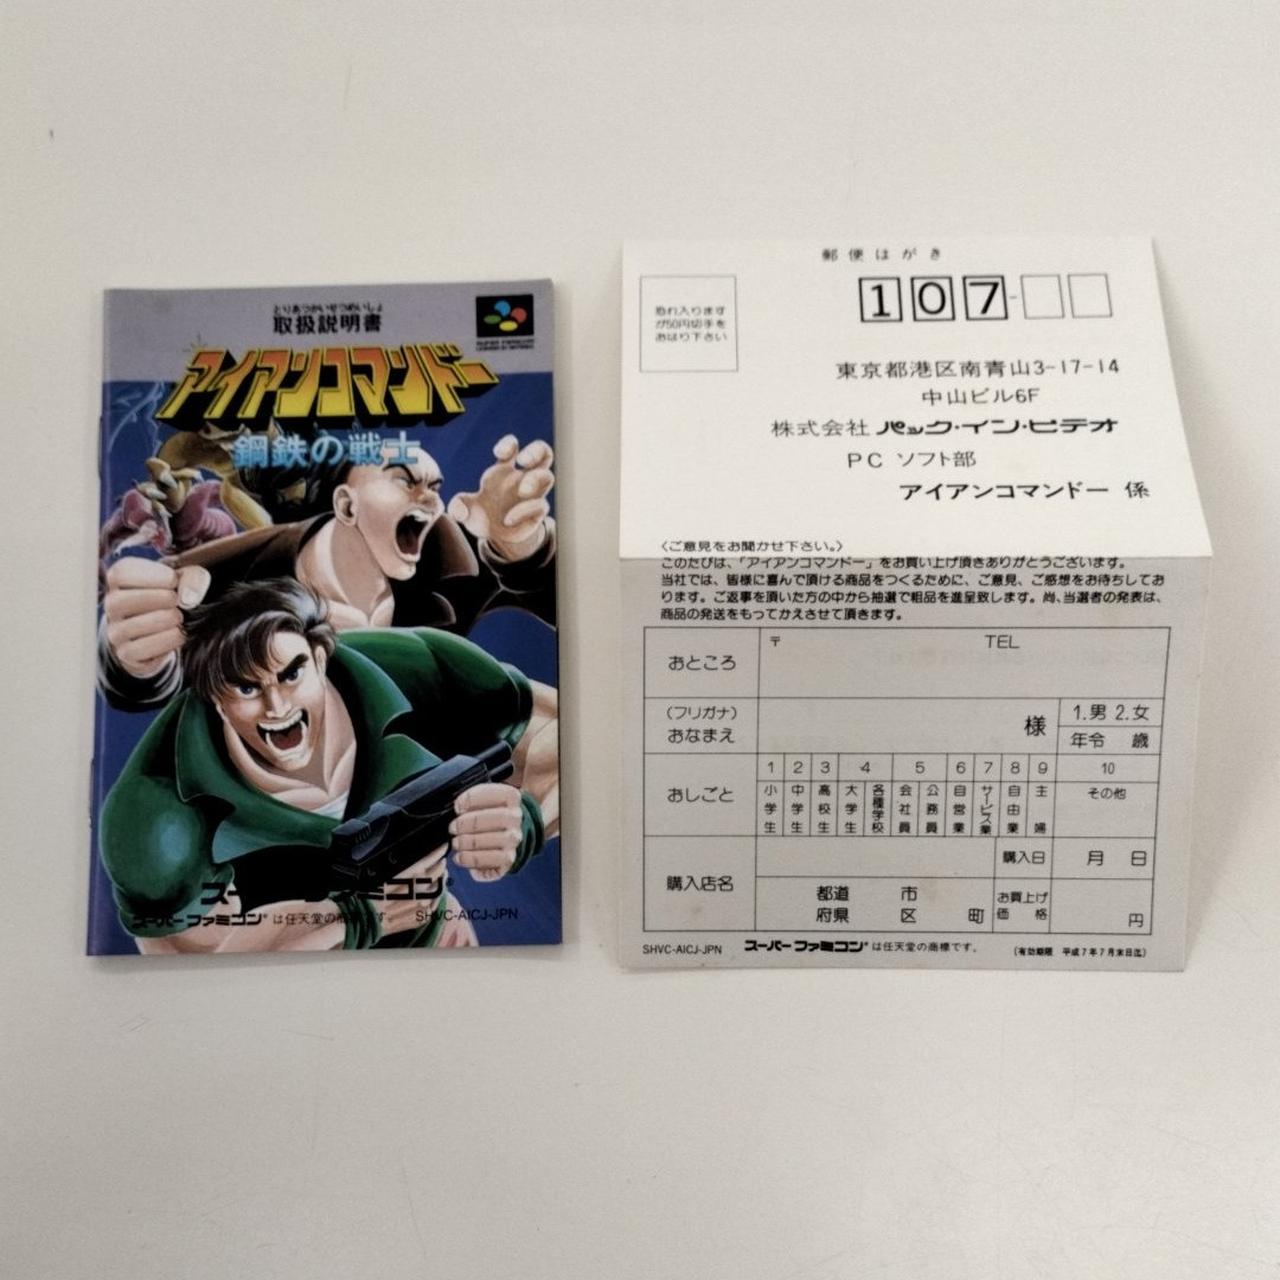 とりあつかいせつめいしょ
取扱説明書
アイアンコマンドー
鋼鉄の戦士
スーパーファミコン®
スーパーファミコン®は任天堂の商標です。 SHVC-AICJ-JPN
郵便はがき
恐れ入ります
が50円切手を
おはり下さい
107-
東京都港区南青山3-17-14
中山ビル6F
株式会社 パック・イン・ビデオ
PC ソフト部
アイアンコマンドー 係
〈ご意見をお聞かせ下さい。〉
このたびは、「アイアンコマンドー」をお買い上げ頂きありがとうございます。
当社では、皆様に喜んで頂ける商品をつくるために、ご意見、ご感想をお待ちしてお
ります。ご返事を頂いた方の中から抽選で粗品を進呈致します。尚、当選者の発表は、
商品の発送をもってかえさせて頂きます。
おところ 〒 TEL
(フリガナ)
おなまえ 様
1.男 2.女
年令 歳
おしごと
1 2 3 4 5 6 7 8 9 10
小学生 中学生 高校生 大学生 各種学校 会社員 公務員 自営業 サービス業 自由業 主婦 その他
購入店名
購入日 月 日
都道 市
府県 区 町
お買上げ
価格 円
SHVC-AICJ-JPN スーパーファミコン®は任天堂の商標です。 (有効期限 平成7年7月末日迄)